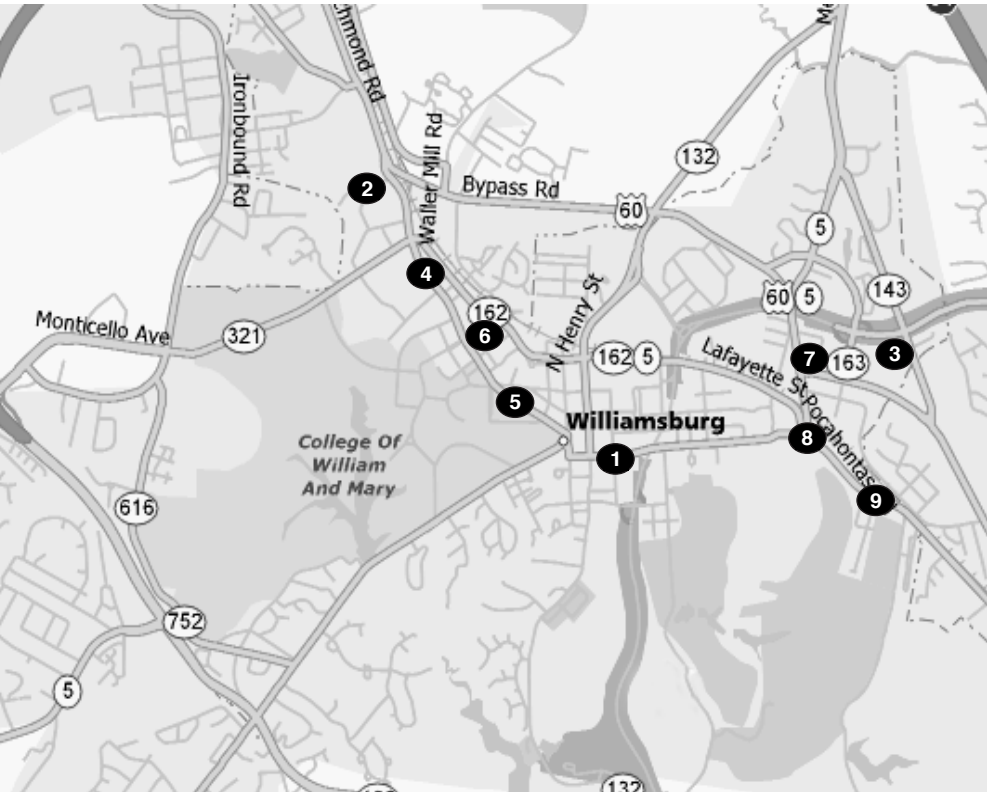 chmond Rd
Ironbound Rd
Waller Mill Rd
132
2
Bypass Rd
60
5
4
143
60
5
162
N Henry St
Monticello Ave
321
6
162
5
Lafayette St
7
163
3
5
Williamsburg
Pocahontas
College Of
William
And Mary
1
8
9
616
752
5
132